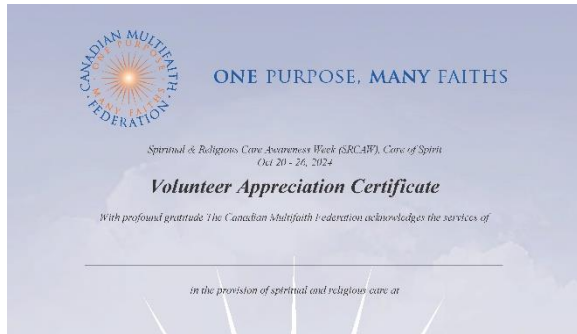 CANADIAN MULTIFAITH FEDERATION
ONE PURPOSE
MANY FAITHS
ONE PURPOSE, MANY FAITHS
Spiritual & Religious Care Awareness Week (SRCAW), Care of Spirit
Oct 20 - 26, 2024
Volunteer Appreciation Certificate
With profound gratitude The Canadian Multifaith Federation acknowledges the services of
in the provision of spiritual and religious care at